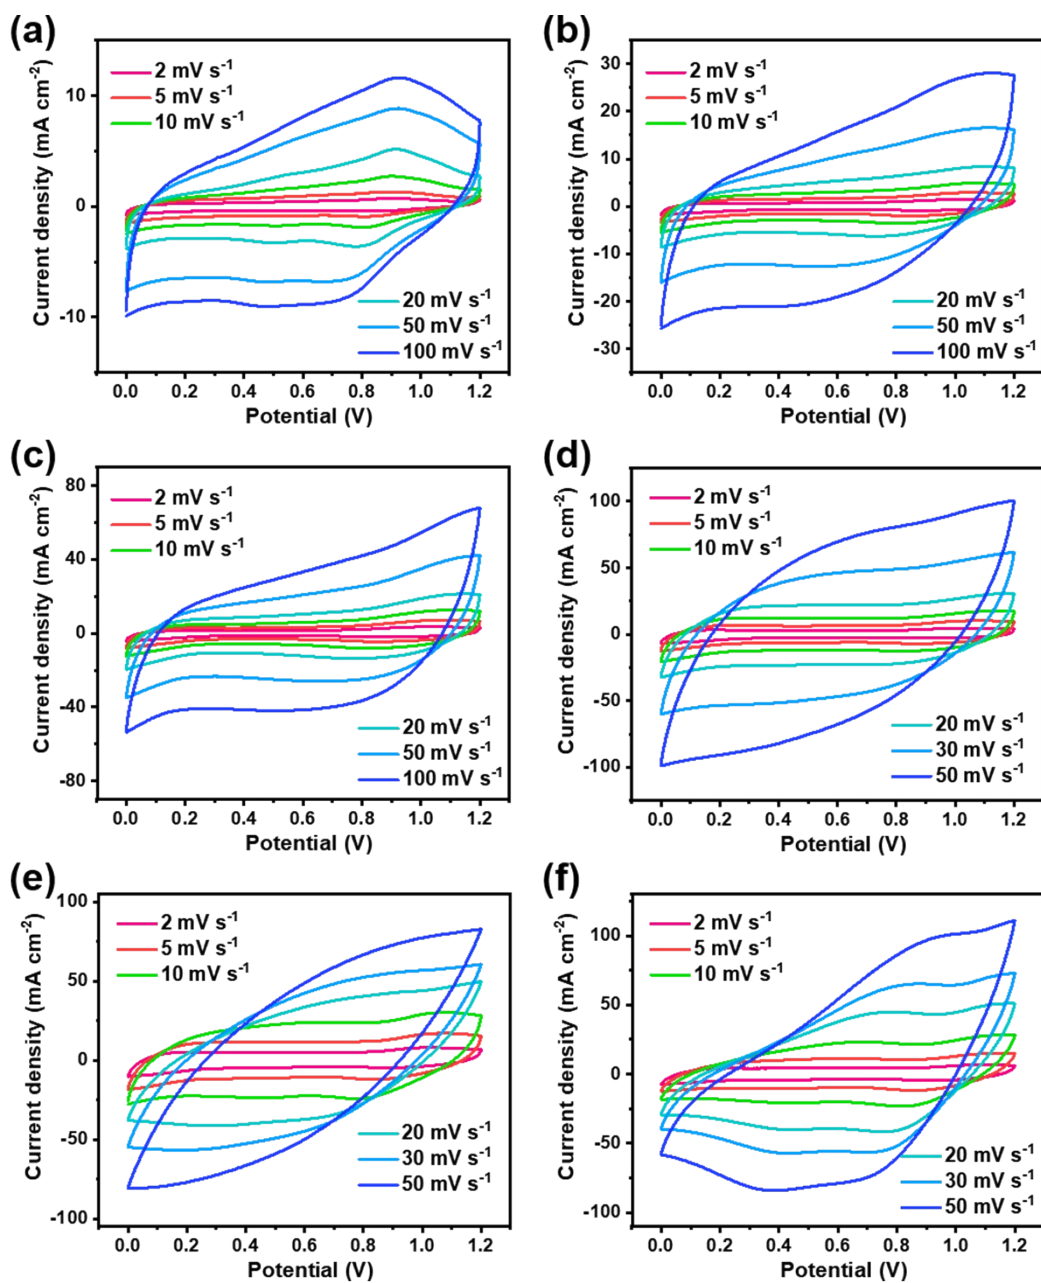 (a)
Current density (mA cm-2)
10
0
-10
2 mV s-1
5 mV s-1
10 mV s-1
20 mV s-1
50 mV s-1
100 mV s-1
0.0 0.2 0.4 0.6 0.8 1.0 1.2
Potential (V)
(b)
Current density (mA cm-2)
30
20
10
0
-10
-20
-30
2 mV s-1
5 mV s-1
10 mV s-1
20 mV s-1
50 mV s-1
100 mV s-1
0.0 0.2 0.4 0.6 0.8 1.0 1.2
Potential (V)
(c)
Current density (mA cm-2)
80
40
0
-40
-80
2 mV s-1
5 mV s-1
10 mV s-1
20 mV s-1
50 mV s-1
100 mV s-1
0.0 0.2 0.4 0.6 0.8 1.0 1.2
Potential (V)
(d)
Current density (mA cm-2)
100
50
0
-50
-100
2 mV s-1
5 mV s-1
10 mV s-1
20 mV s-1
30 mV s-1
50 mV s-1
0.0 0.2 0.4 0.6 0.8 1.0 1.2
Potential (V)
(e)
Current density (mA cm-2)
100
50
0
-50
-100
2 mV s-1
5 mV s-1
10 mV s-1
20 mV s-1
30 mV s-1
50 mV s-1
0.0 0.2 0.4 0.6 0.8 1.0 1.2
Potential (V)
(f)
Current density (mA cm-2)
100
50
0
-50
-100
2 mV s-1
5 mV s-1
10 mV s-1
20 mV s-1
30 mV s-1
50 mV s-1
0.0 0.2 0.4 0.6 0.8 1.0 1.2
Potential (V)